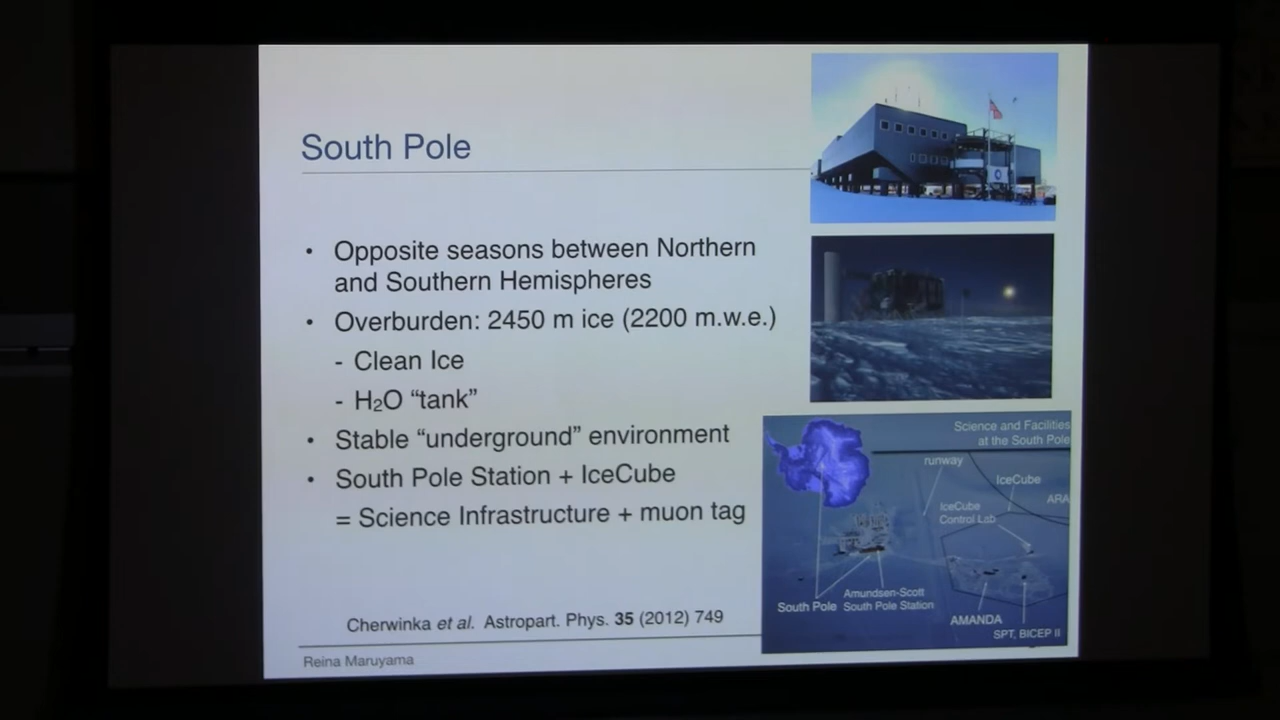 South Pole
• Opposite seasons between Northern
and Southern Hemispheres
• Overburden: 2450 m ice (2200 m.w.e.)
- Clean Ice
- H₂O “tank”
• Stable “underground” environment
• South Pole Station + IceCube
= Science Infrastructure + muon tag
Cherwinka et al. Astropart. Phys. 35 (2012) 749
Reina Maruyama
Science and Facilities
at the South Pole
runway
IceCube
ARA
IceCube
Control Lab
South Pole
Amundsen-Scott
South Pole Station
AMANDA
SPT, BICEP II